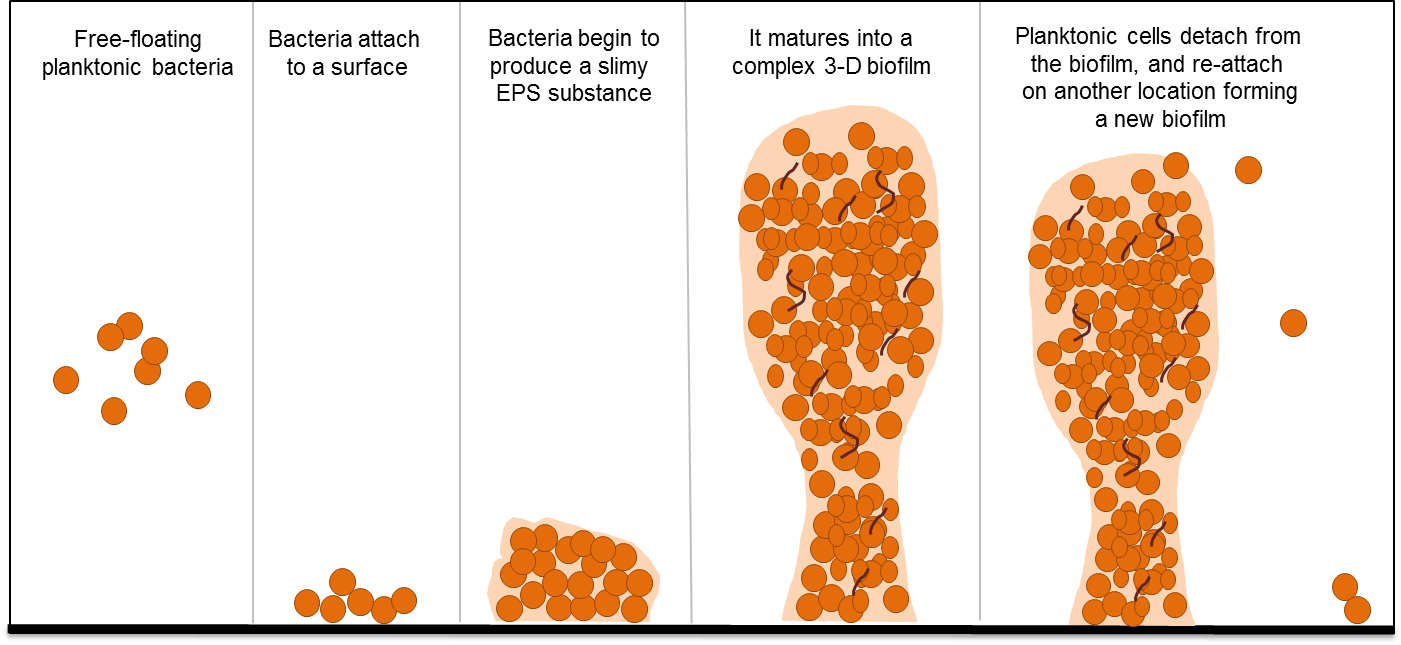 Free-floating
planktonic bacteria
Bacteria attach
to a surface
Bacteria begin to
produce a slimy
EPS substance
It matures into a
complex 3-D biofilm
Planktonic cells detach from
the biofilm, and re-attach
on another location forming
a new biofilm